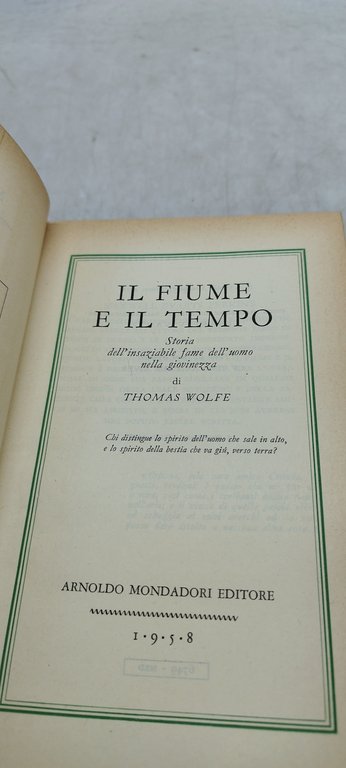 IL FIUME
E IL TEMPO
Storia
dell'insaziabile fame dell'uomo
nella giovinezza
di
THOMAS WOLFE
Chi distingue lo spirito dell'uomo che sale in alto,
e lo spirito della bestia che va giù, verso terra?
ARNOLDO MONDADORI EDITORE
1•9•5•8